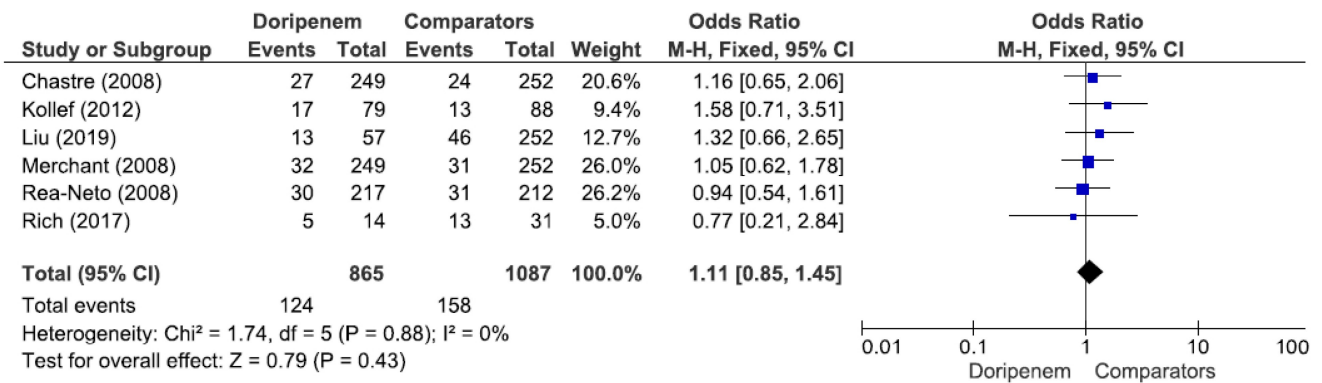 Doripenem Comparators Odds Ratio Odds Ratio
Study or Subgroup Events Total Events Total Weight M-H, Fixed, 95% CI M-H, Fixed, 95% CI
Chastre (2008) 27 249 24 252 20.6% 1.16 [0.65, 2.06]
Kollef (2012) 17 79 13 88 9.4% 1.58 [0.71, 3.51]
Liu (2019) 13 57 46 252 12.7% 1.32 [0.66, 2.65]
Merchant (2008) 32 249 31 252 26.0% 1.05 [0.62, 1.78]
Rea-Neto (2008) 30 217 31 212 26.2% 0.94 [0.54, 1.61]
Rich (2017) 5 14 13 31 5.0% 0.77 [0.21, 2.84]
Total (95% CI) 865 1087 100.0% 1.11 [0.85, 1.45]
Total events 124 158
Heterogeneity: Chi² = 1.74, df = 5 (P = 0.88); I² = 0%
Test for overall effect: Z = 0.79 (P = 0.43)
0.01 0.1 1 10 100
Doripenem Comparators